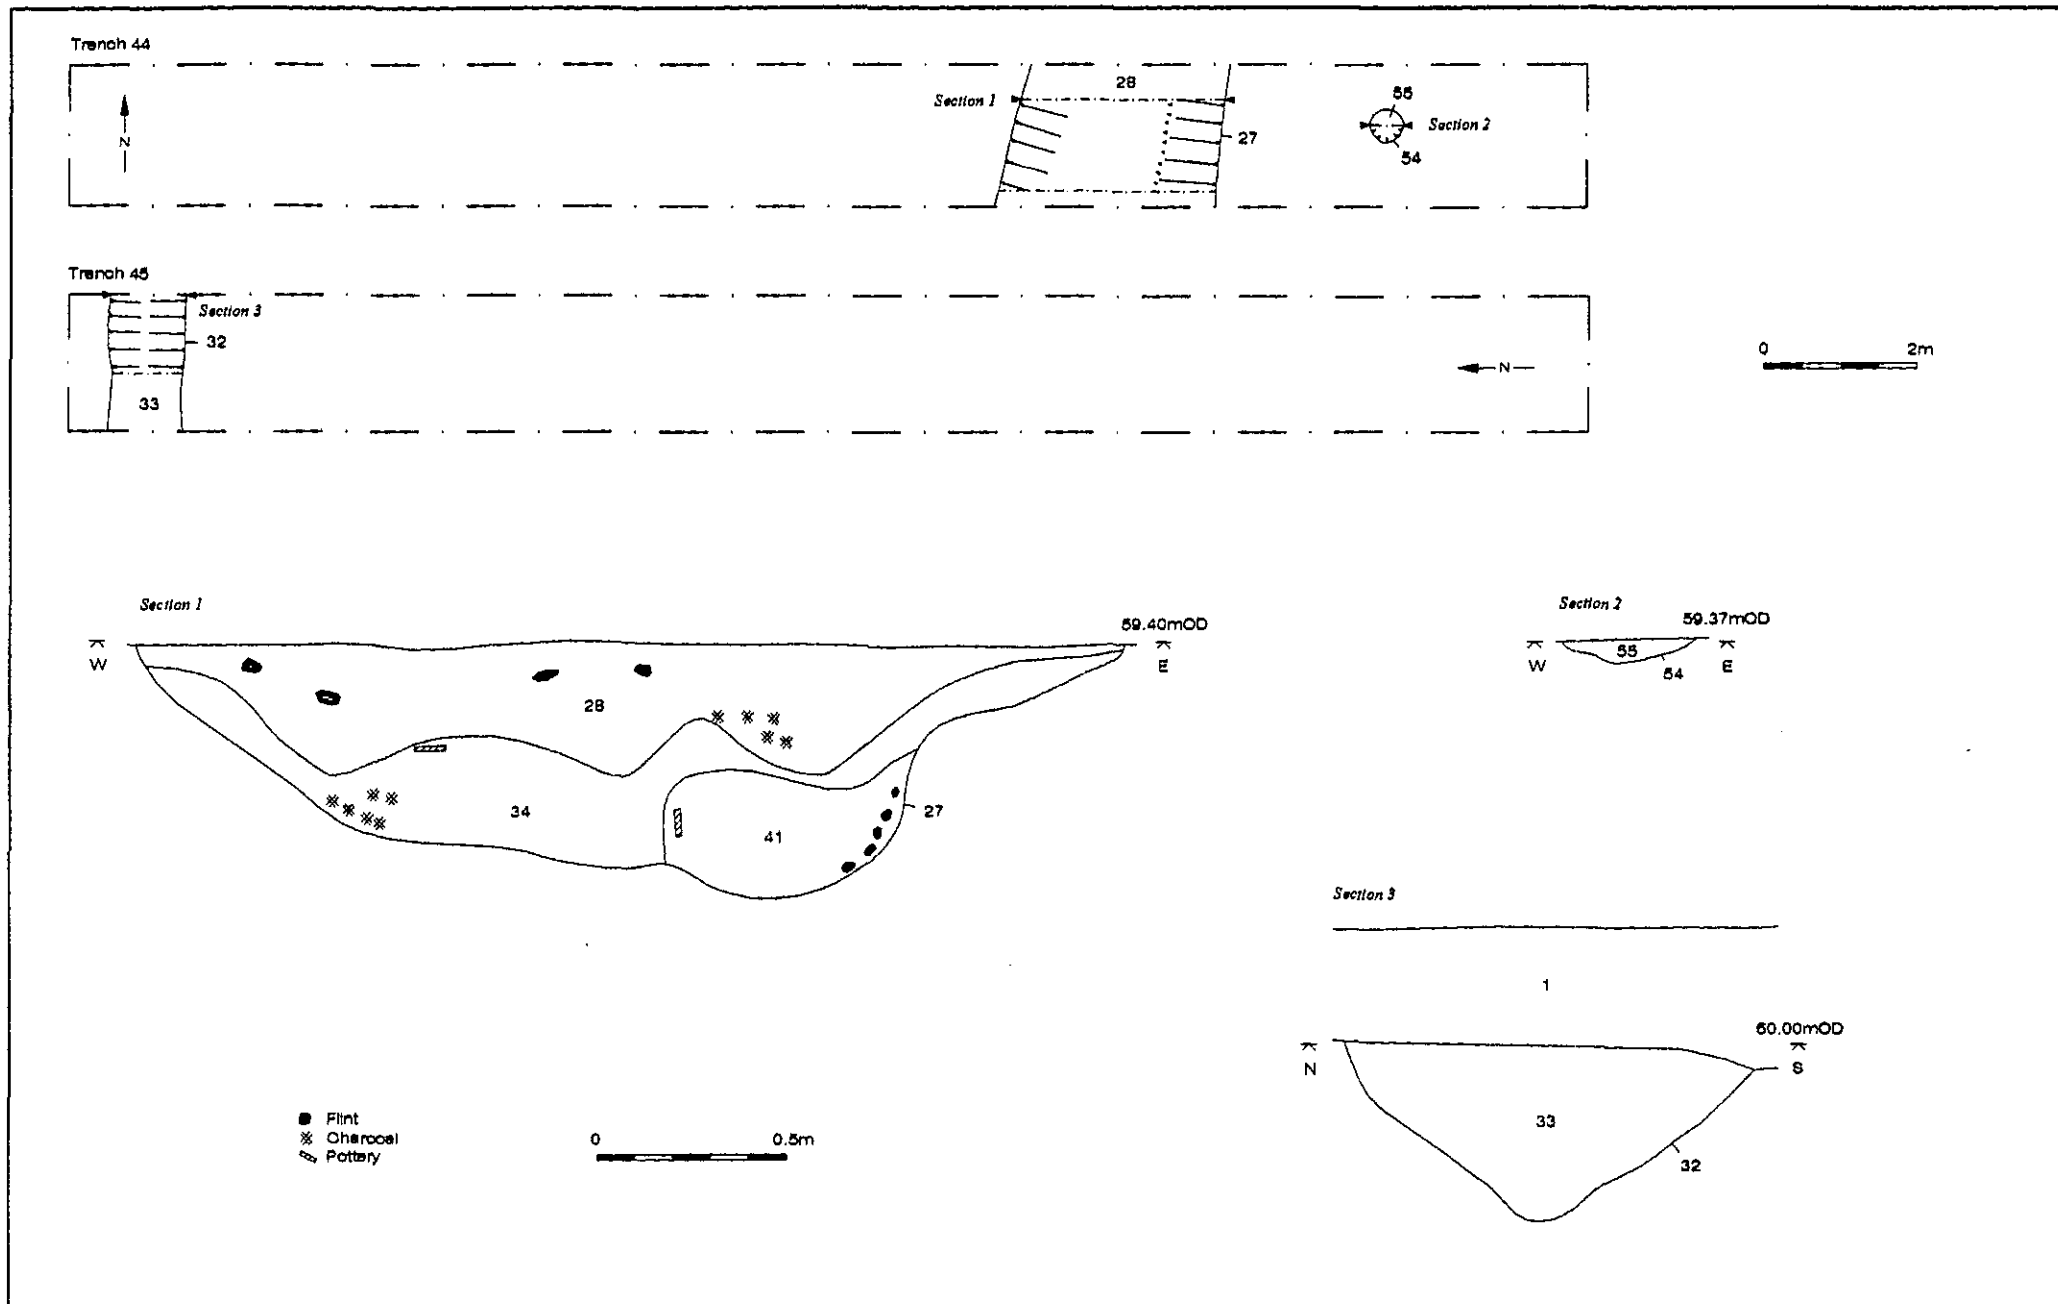 Trench 44
28
Section 1
55
Section 2
N
27
54
Trench 45
Section 3
32
0 2m
N
33
Section 1
Section 2
59.40mOD
59.37mOD
W
E
55
W
E
54
28
34
27
41
Section 3
1
60.00mOD
N
S
33
32
Flint
Charcoal
Pottery
0 0.5m